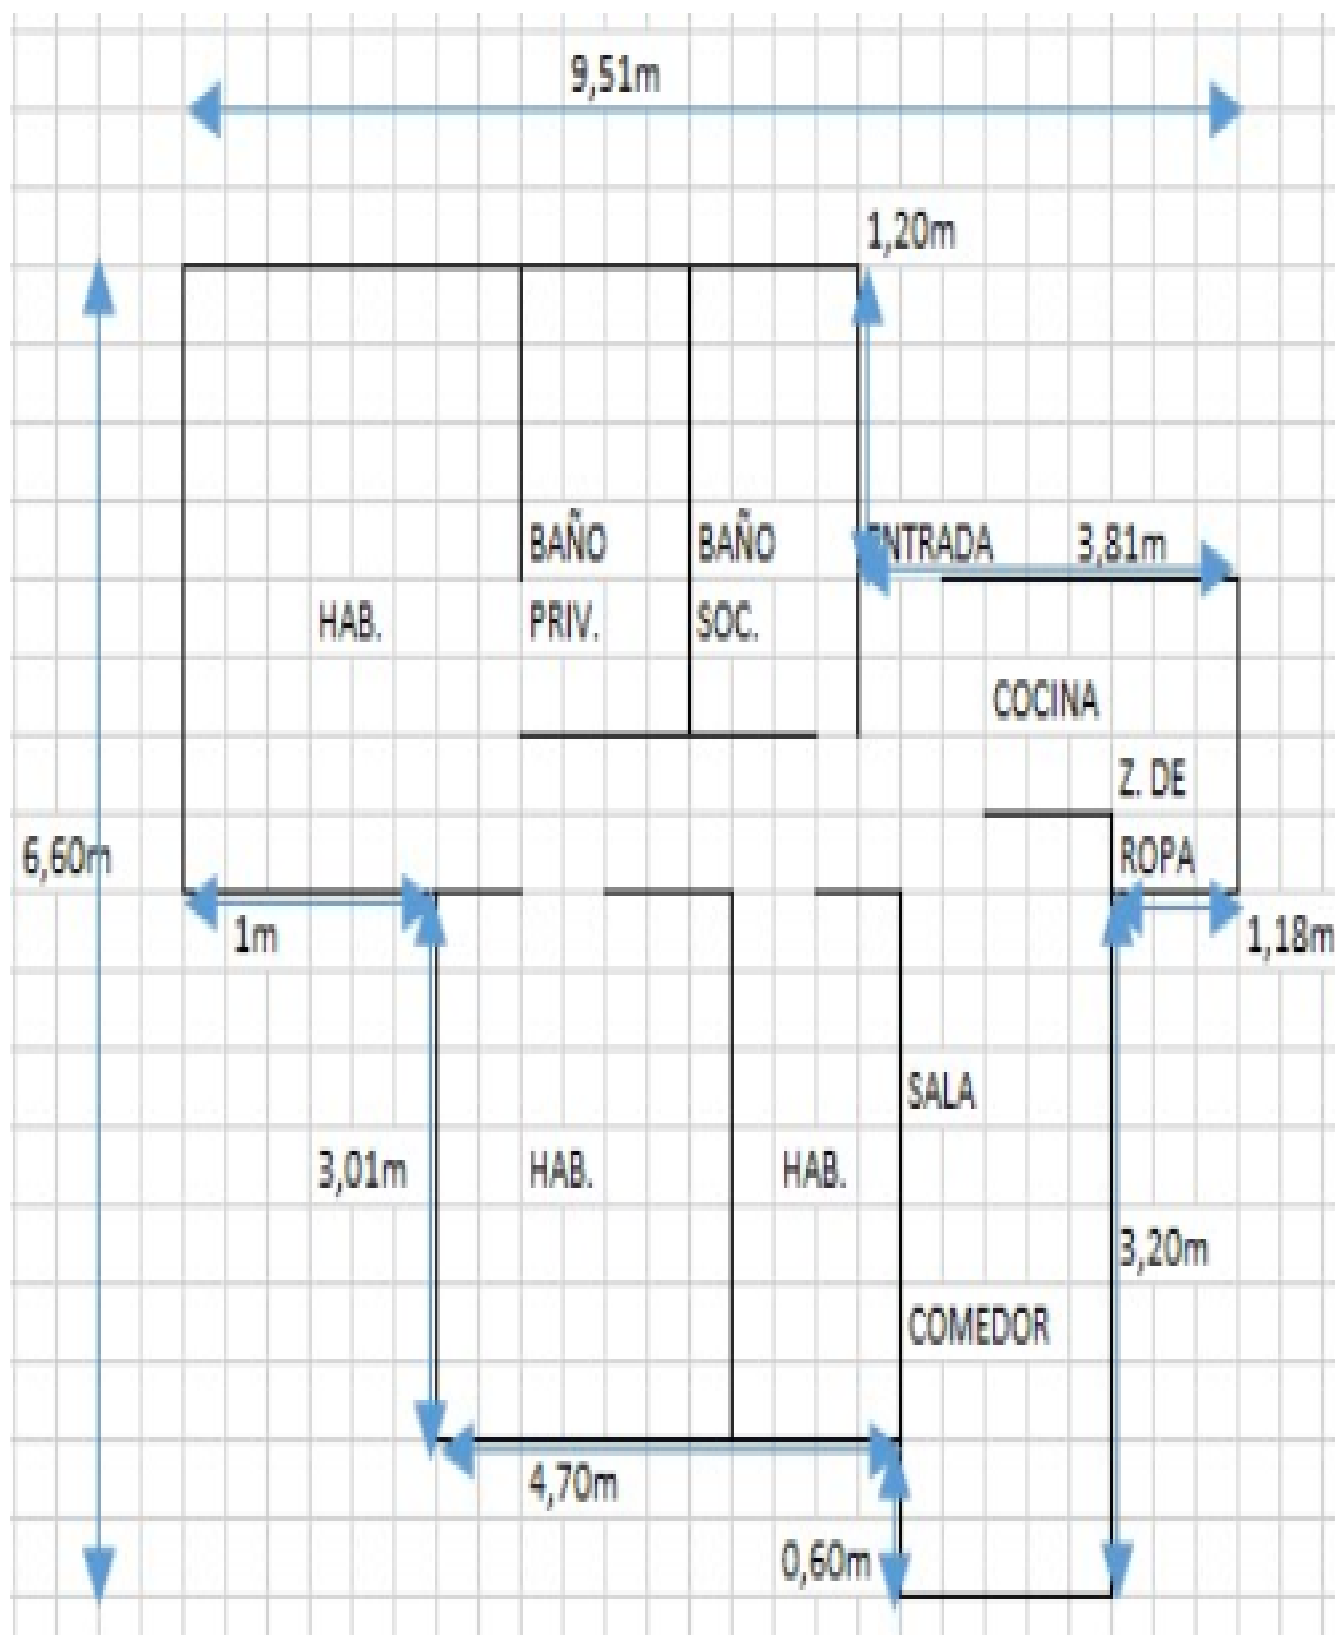 9,51m
1,20m
ENTRADA 3,81m
BAÑO
PRIV.
BAÑO
SOC.
HAB.
COCINA
Z. DE
ROPA
6,60m
1m
1,18m
SALA
3,01m
HAB.
HAB.
3,20m
COMEDOR
4,70m
0,60m